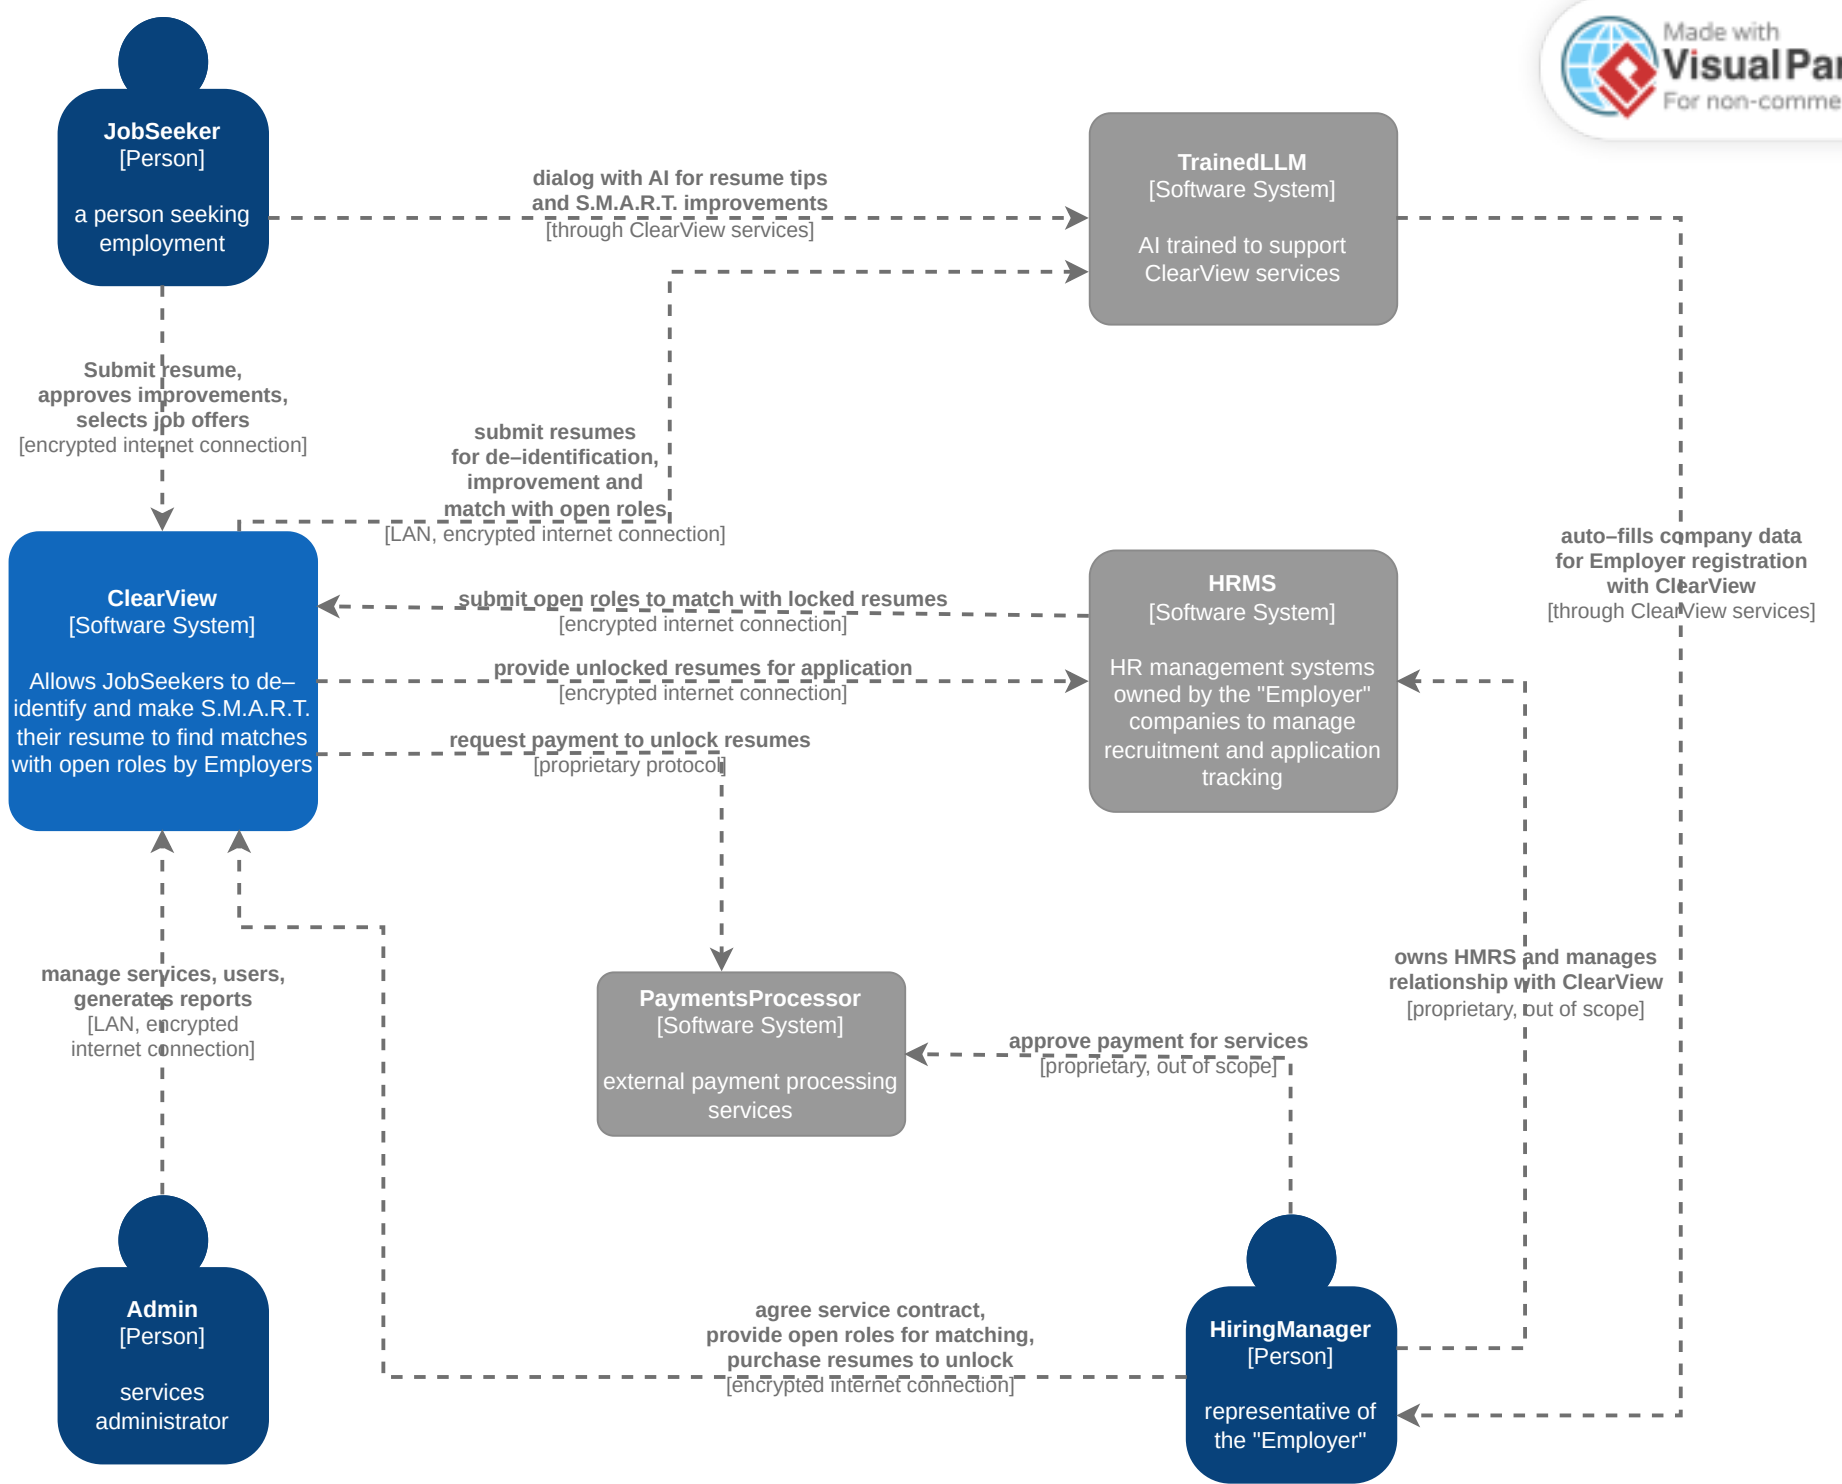 Made with
VisualPar
For non-comme
JobSeeker
[Person]
a person seeking
employment
dialog with AI for resume tips
and S.M.A.R.T. improvements
[through ClearView services]
TrainedLLM
[Software System]
AI trained to support
ClearView services
Submit resume,
approves improvements,
selects job offers
[encrypted internet connection]
submit resumes
for de–identification,
improvement and
match with open roles
[LAN, encrypted internet connection]
auto–fills company data
for Employer registration
with ClearView
[through ClearView services]
ClearView
[Software System]
Allows JobSeekers to de–
identify and make S.M.A.R.T.
their resume to find matches
with open roles by Employers
submit open roles to match with locked resumes
[encrypted internet connection]
provide unlocked resumes for application
[encrypted internet connection]
request payment to unlock resumes
[proprietary protocol]
HRMS
[Software System]
HR management systems
owned by the "Employer"
companies to manage
recruitment and application
tracking
manage services, users,
generates reports
[LAN, encrypted
internet connection]
PaymentsProcessor
[Software System]
external payment processing
services
approve payment for services
[proprietary, out of scope]
owns HMRS and manages
relationship with ClearView
[proprietary, out of scope]
Admin
[Person]
services
administrator
agree service contract,
provide open roles for matching,
purchase resumes to unlock
[encrypted internet connection]
HiringManager
[Person]
representative of
the "Employer"